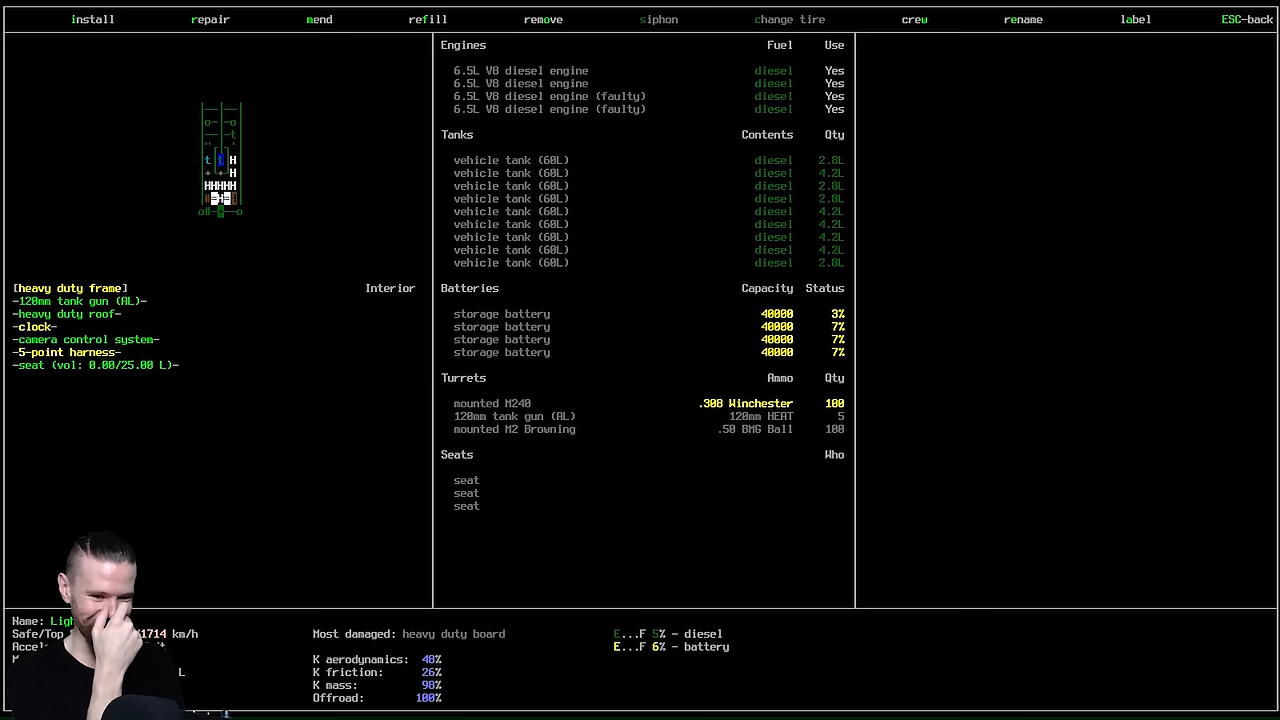 install repair mend refill remove siphon change tire crew rename label ESC-back
Engines Fuel Use
6.5L V8 diesel engine diesel Yes
6.5L V8 diesel engine diesel Yes
6.5L V8 diesel engine (faulty) diesel Yes
6.5L V8 diesel engine (faulty) diesel Yes
Tanks Contents Qty
vehicle tank (60L) diesel 2.8L
vehicle tank (60L) diesel 4.2L
vehicle tank (60L) diesel 2.8L
vehicle tank (60L) diesel 2.8L
vehicle tank (60L) diesel 4.2L
vehicle tank (60L) diesel 4.2L
vehicle tank (60L) diesel 4.2L
vehicle tank (60L) diesel 4.2L
vehicle tank (60L) diesel 2.8L
[heavy duty frame] Interior
-120mm tank gun (AL)-
-heavy duty roof-
-clock-
-camera control system-
-5-point harness-
-seat (vol: 0.00/25.00 L)-
Batteries Capacity Status
storage battery 40000 3%
storage battery 40000 7%
storage battery 40000 7%
storage battery 40000 7%
Turrets Ammo Qty
mounted M240 .308 Winchester 100
120mm tank gun (AL) 120mm HEAT 5
mounted M2 Browning .50 BMG Ball 100
Seats Who
seat
seat
seat
Name: Ligh
Safe/Top 1714 km/h
Accele
L
Most damaged: heavy duty board
K aerodynamics: 48%
K friction: 26%
K mass: 98%
Offroad: 100%
E...F 5% - diesel
E...F 6% - battery